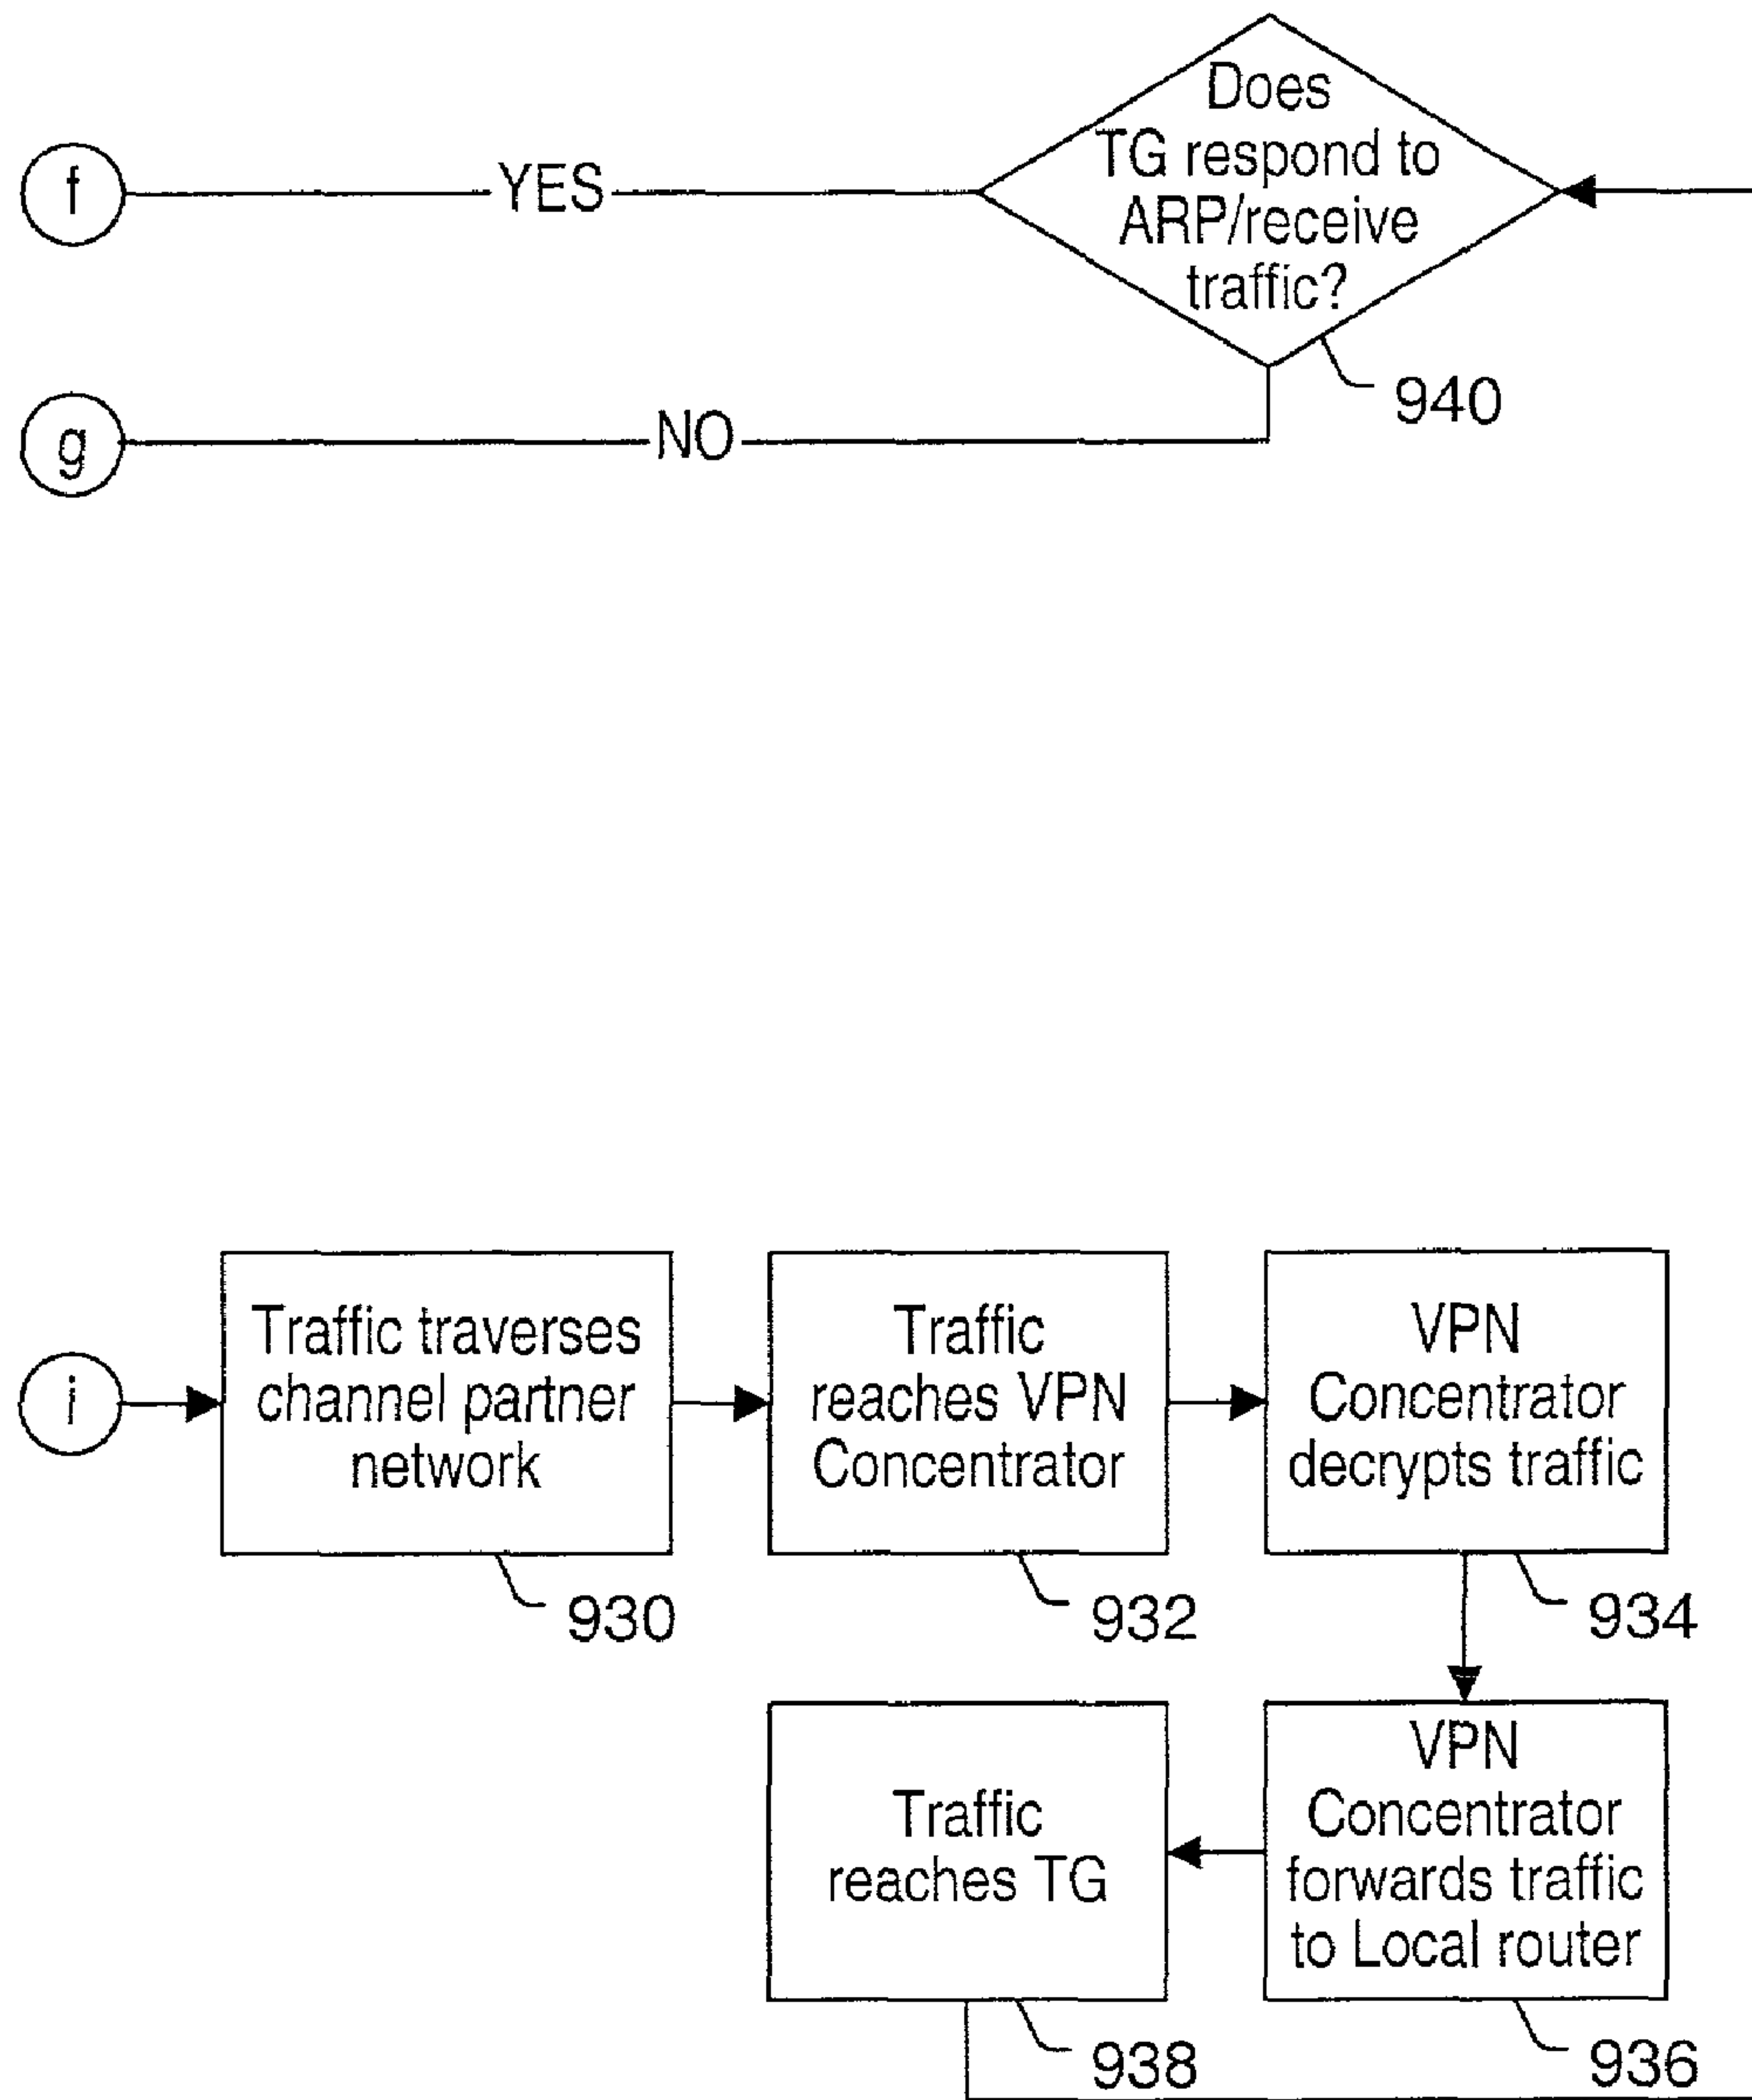 Does
TG respond to
ARP/receive
traffic?
f
YES
940
g
NO
i
Traffic traverses
channel partner
network
930
Traffic
reaches VPN
Concentrator
932
VPN
Concentrator
decrypts traffic
934
VPN
Concentrator
forwards traffic
to Local router
936
Traffic
reaches TG
938